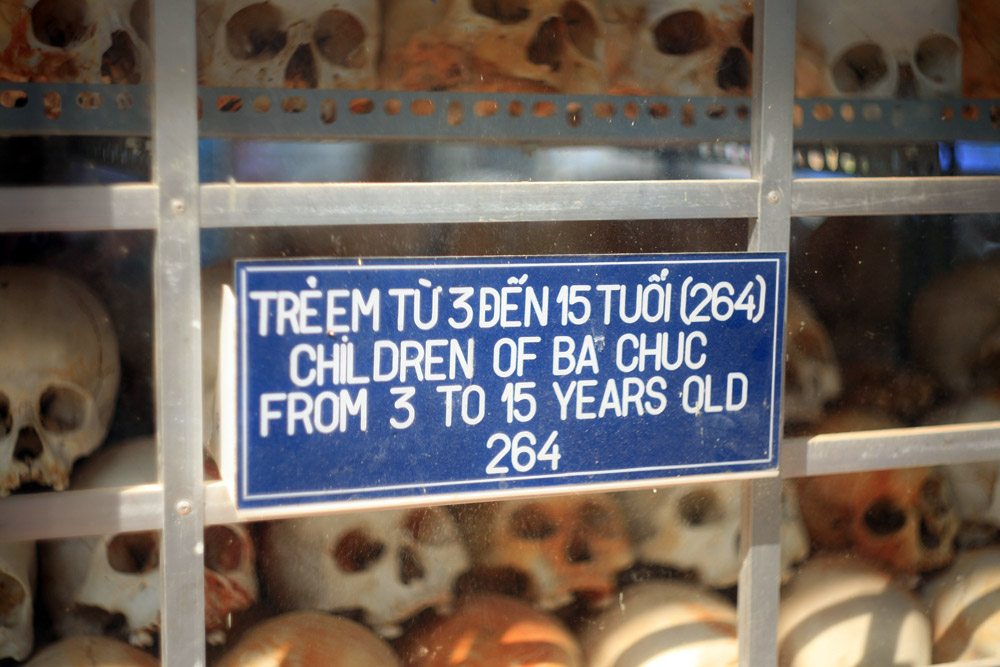 TRẺ EM TỪ 3 ĐẾN 15 TUỔI (264)
CHILDREN OF BA CHUC
FROM 3 TO 15 YEARS OLD
264